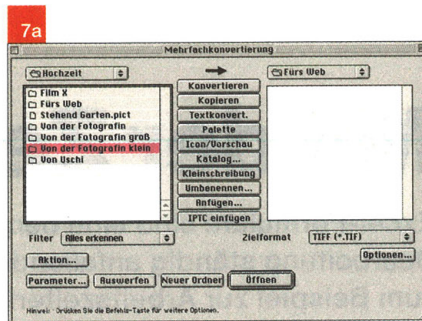 7a
Mehrfachkonvertierung
Hochzeit
Fürs Web
Film X
Fürs Web
Stehend Garten.pict
Von der Fotografin
Von der Fotografin groß
Von der Fotografin klein
Von Uschi
Konvertieren
Kopieren
Textkonvert.
Palette
Icon/Vorschau
Katalog...
Kleinschreibung
Umbenennen...
Anfügen...
IPTC einfügen
Filter Alles erkennen
Zielformat TIFF (*.TIF)
Aktion...
Optionen...
Parameter... Auswerfen Neuer Ordner Öffnen
Hinweis: Drücken Sie die Befehls-Taste für weitere Optionen.